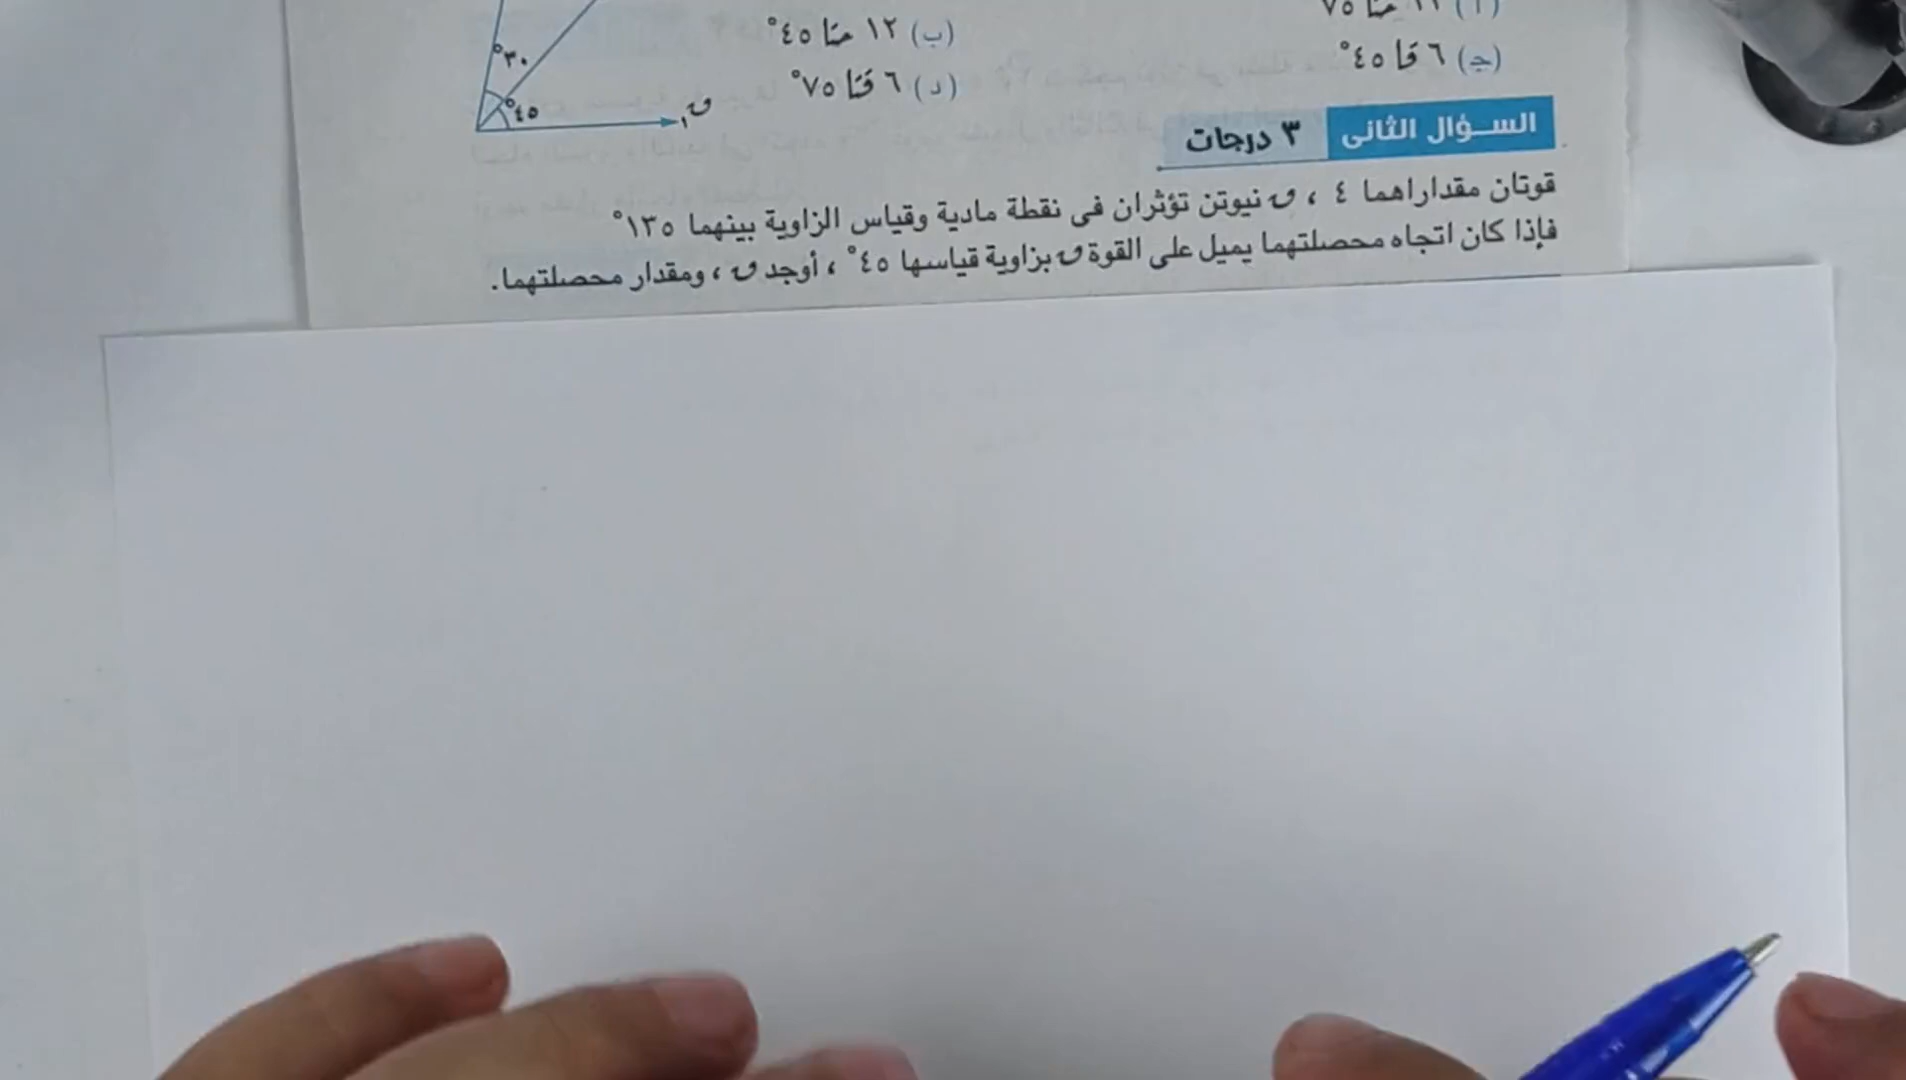 (ب) ١٢ حتا ٤٥°
(ج) ٦ قا ٤٥°
(د) ٦ قتا ٧٥°
°٣٠
°٤٥
ق١
السؤال الثانى ٣ درجات
قوتان مقداراهما ٤ ، ق نيوتن تؤثران فى نقطة مادية وقياس الزاوية بينهما ١٣٥°
فإذا كان اتجاه محصلتهما يميل على القوة ق بزاوية قياسها ٤٥° ، أوجد ق ، ومقدار محصلتهما.